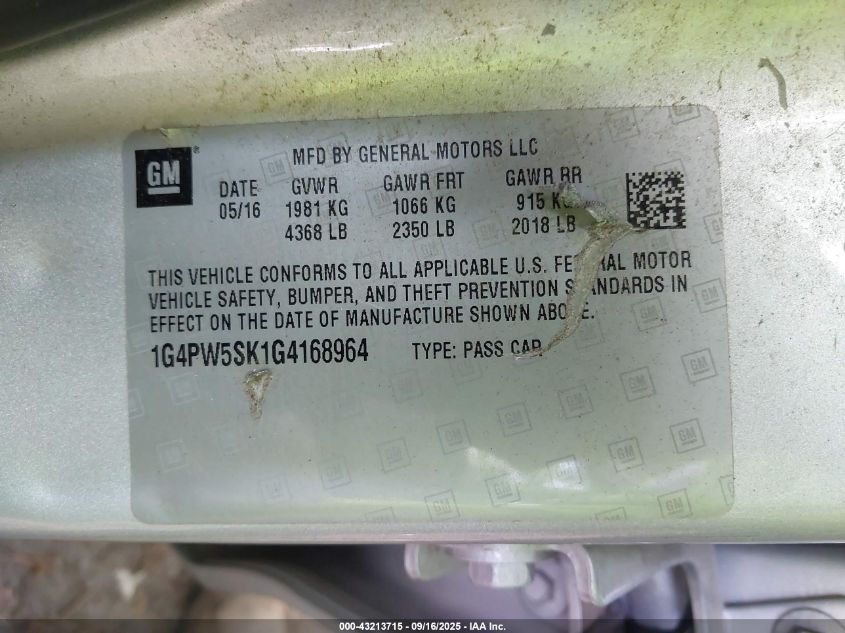 GM
MFD BY GENERAL MOTORS LLC
DATE GVWR GAWR FRT GAWR RR
05/16 1981 KG 1066 KG 915 KG
4368 LB 2350 LB 2018 LB
THIS VEHICLE CONFORMS TO ALL APPLICABLE U.S. FE RAL MOTOR
VEHICLE SAFETY, BUMPER, AND THEFT PREVENTION S NDARDS IN
EFFECT ON THE DATE OF MANUFACTURE SHOWN ABOVE.
1G4PW5SK1G4168964 TYPE: PASS CAR
000-43213715 - 09/16/2025 - IAA Inc.